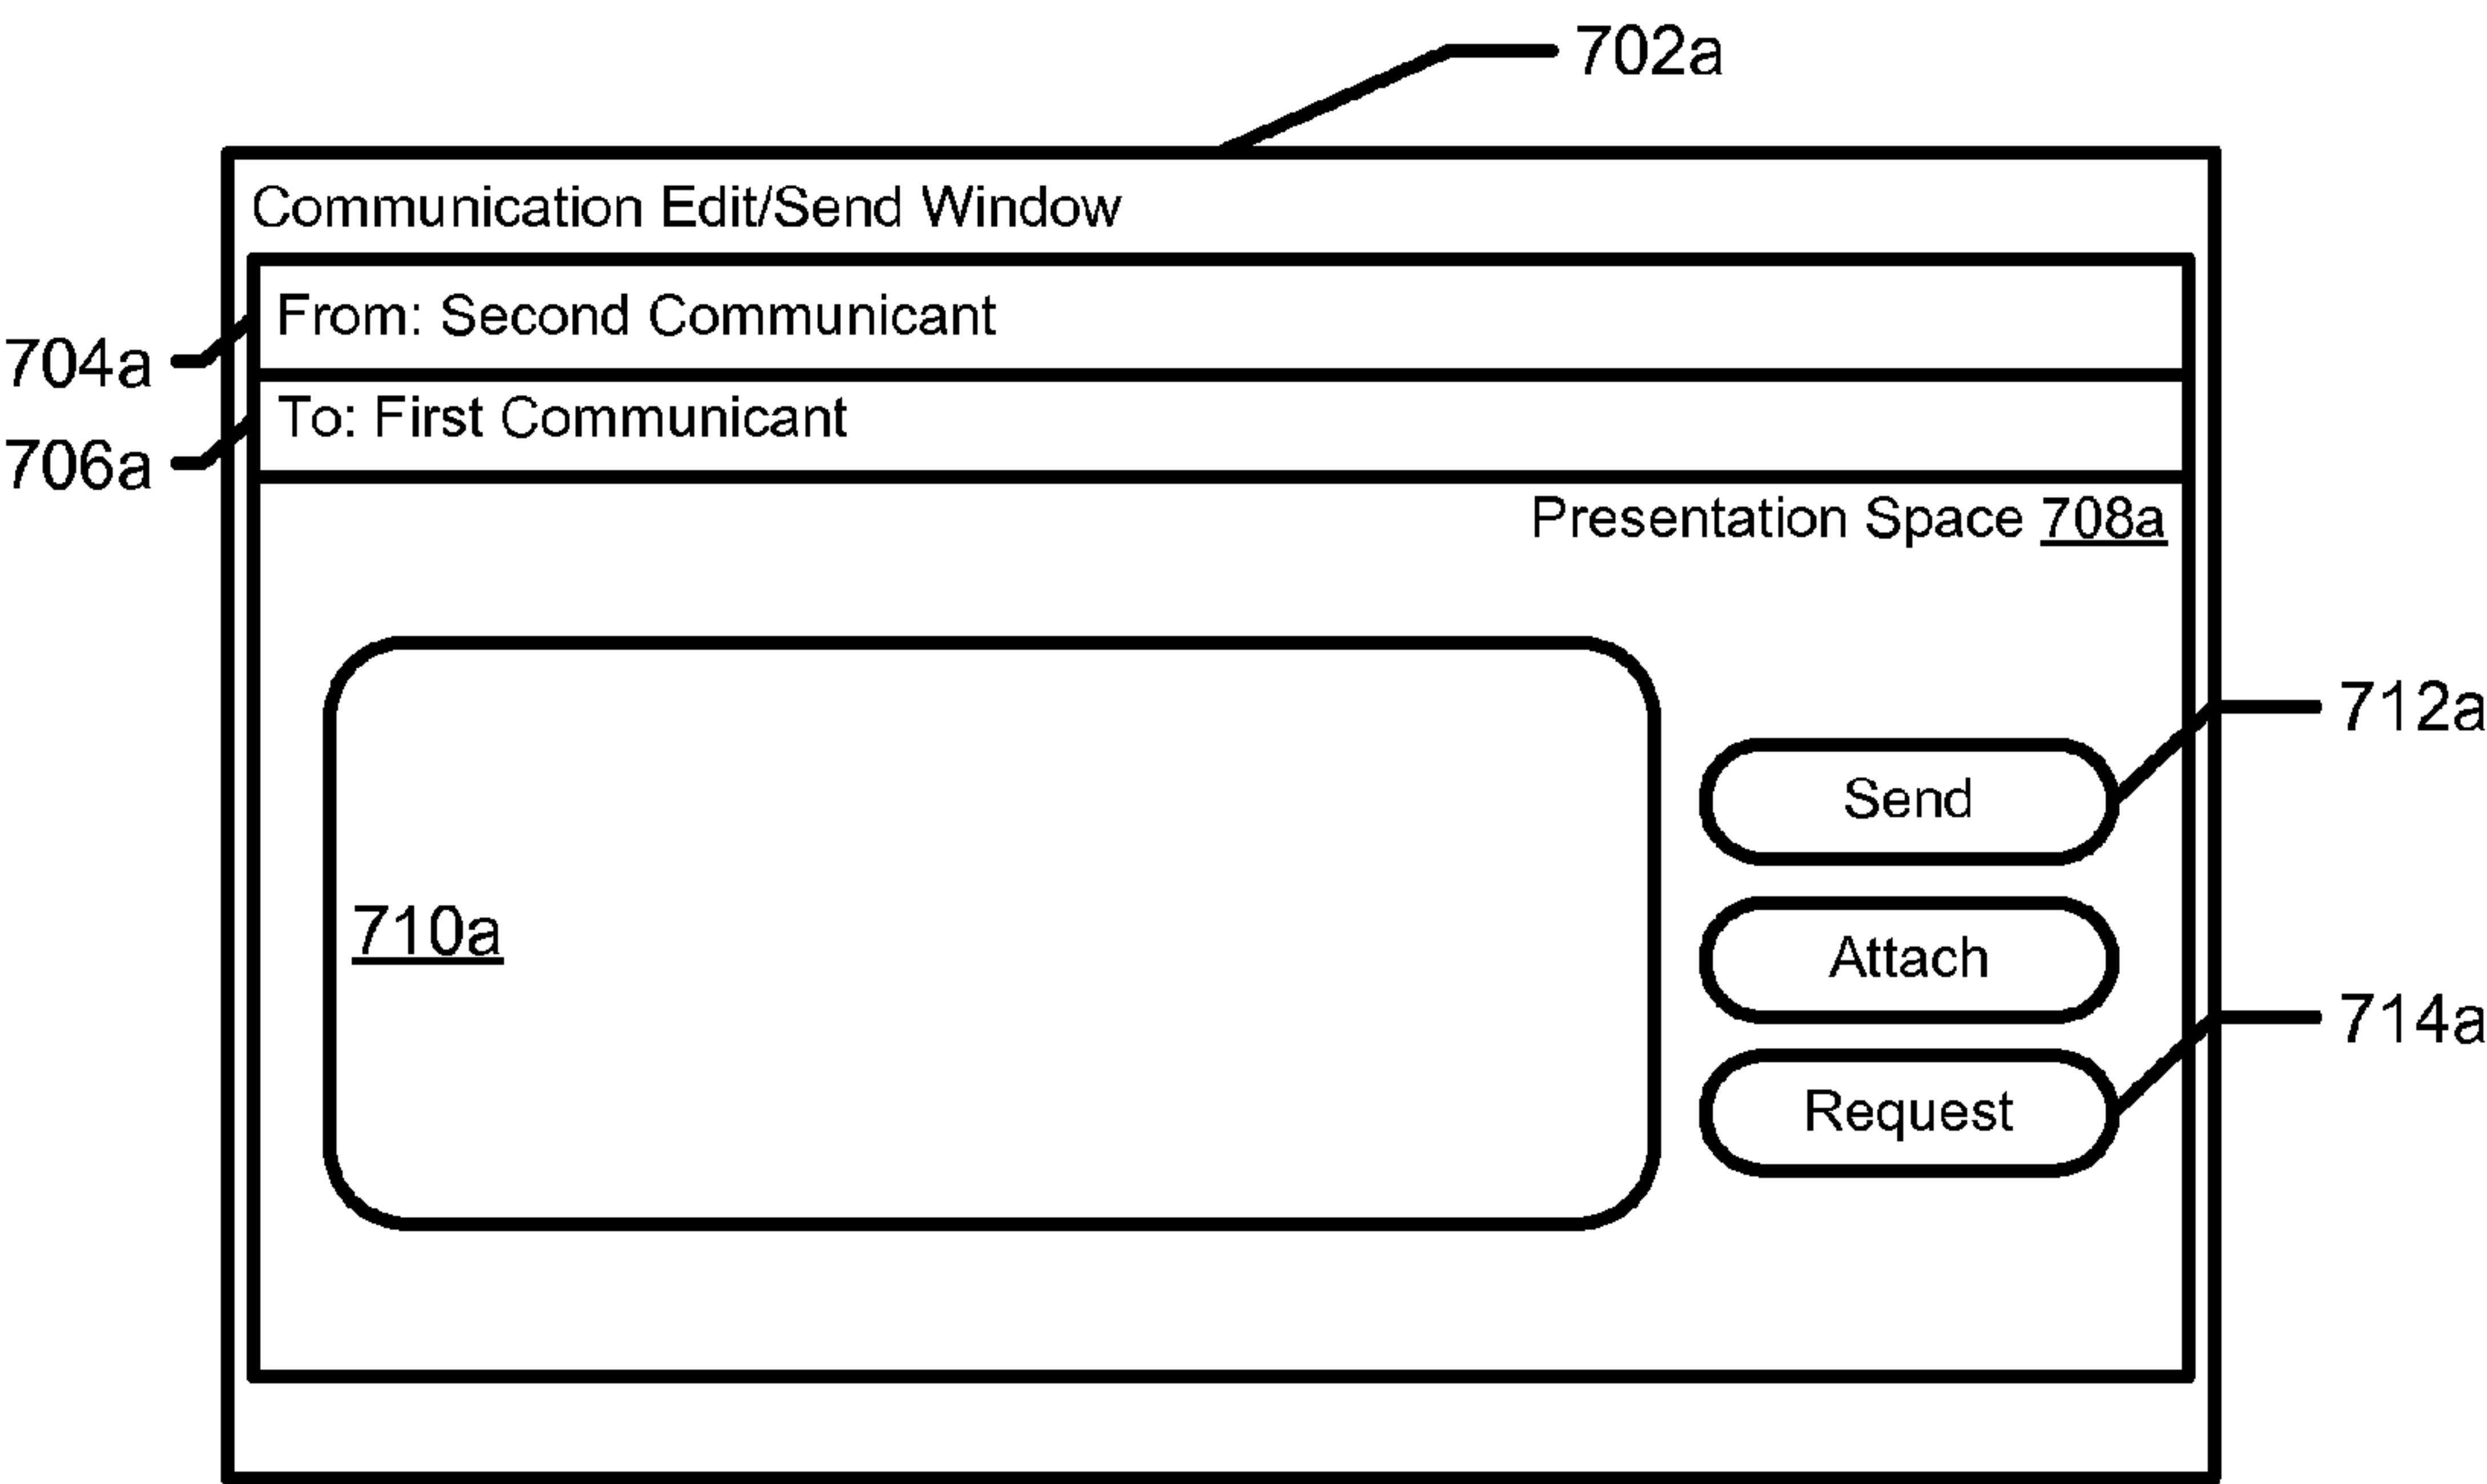 702a
Communication Edit/Send Window
From: Second Communicant
704a
To: First Communicant
706a
Presentation Space 708a
712a
Send
710a
Attach
714a
Request